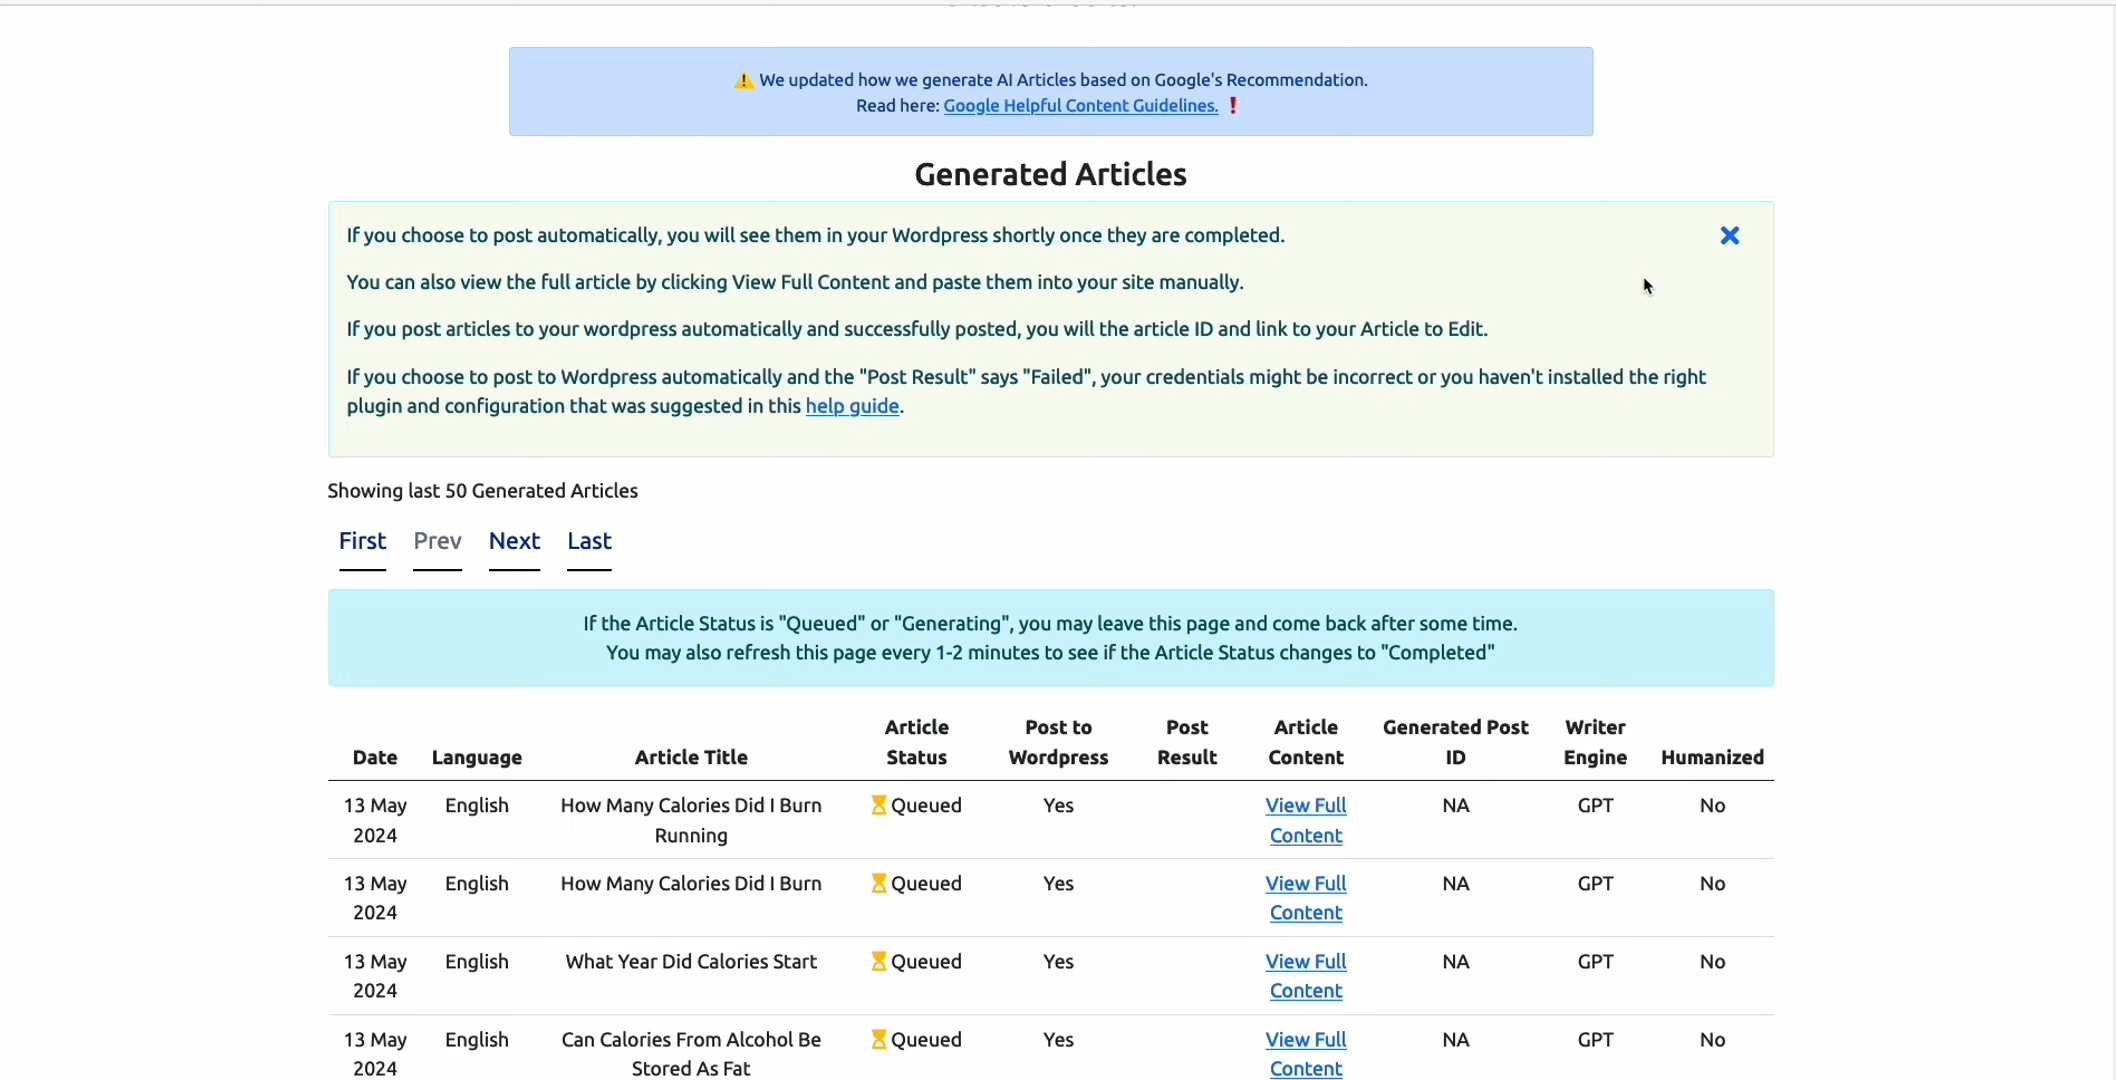 ⚠️ We updated how we generate AI Articles based on Google's Recommendation.
Read here: Google Helpful Content Guidelines. ❗
Generated Articles
If you choose to post automatically, you will see them in your Wordpress shortly once they are completed.
You can also view the full article by clicking View Full Content and paste them into your site manually.
If you post articles to your wordpress automatically and successfully posted, you will the article ID and link to your Article to Edit.
If you choose to post to Wordpress automatically and the "Post Result" says "Failed", your credentials might be incorrect or you haven't installed the right
plugin and configuration that was suggested in this help guide.
Showing last 50 Generated Articles
First Prev Next Last
If the Article Status is "Queued" or "Generating", you may leave this page and come back after some time.
You may also refresh this page every 1-2 minutes to see if the Article Status changes to "Completed"
Article Post to Post Article Generated Post Writer
Date Language Article Title Status Wordpress Result Content ID Engine Humanized
13 May English How Many Calories Did I Burn ⏳ Queued Yes View Full NA GPT No
2024 Running Content
13 May English How Many Calories Did I Burn ⏳ Queued Yes View Full NA GPT No
2024 Content
13 May English What Year Did Calories Start ⏳ Queued Yes View Full NA GPT No
2024 Content
13 May English Can Calories From Alcohol Be ⏳ Queued Yes View Full NA GPT No
2024 Stored As Fat Content